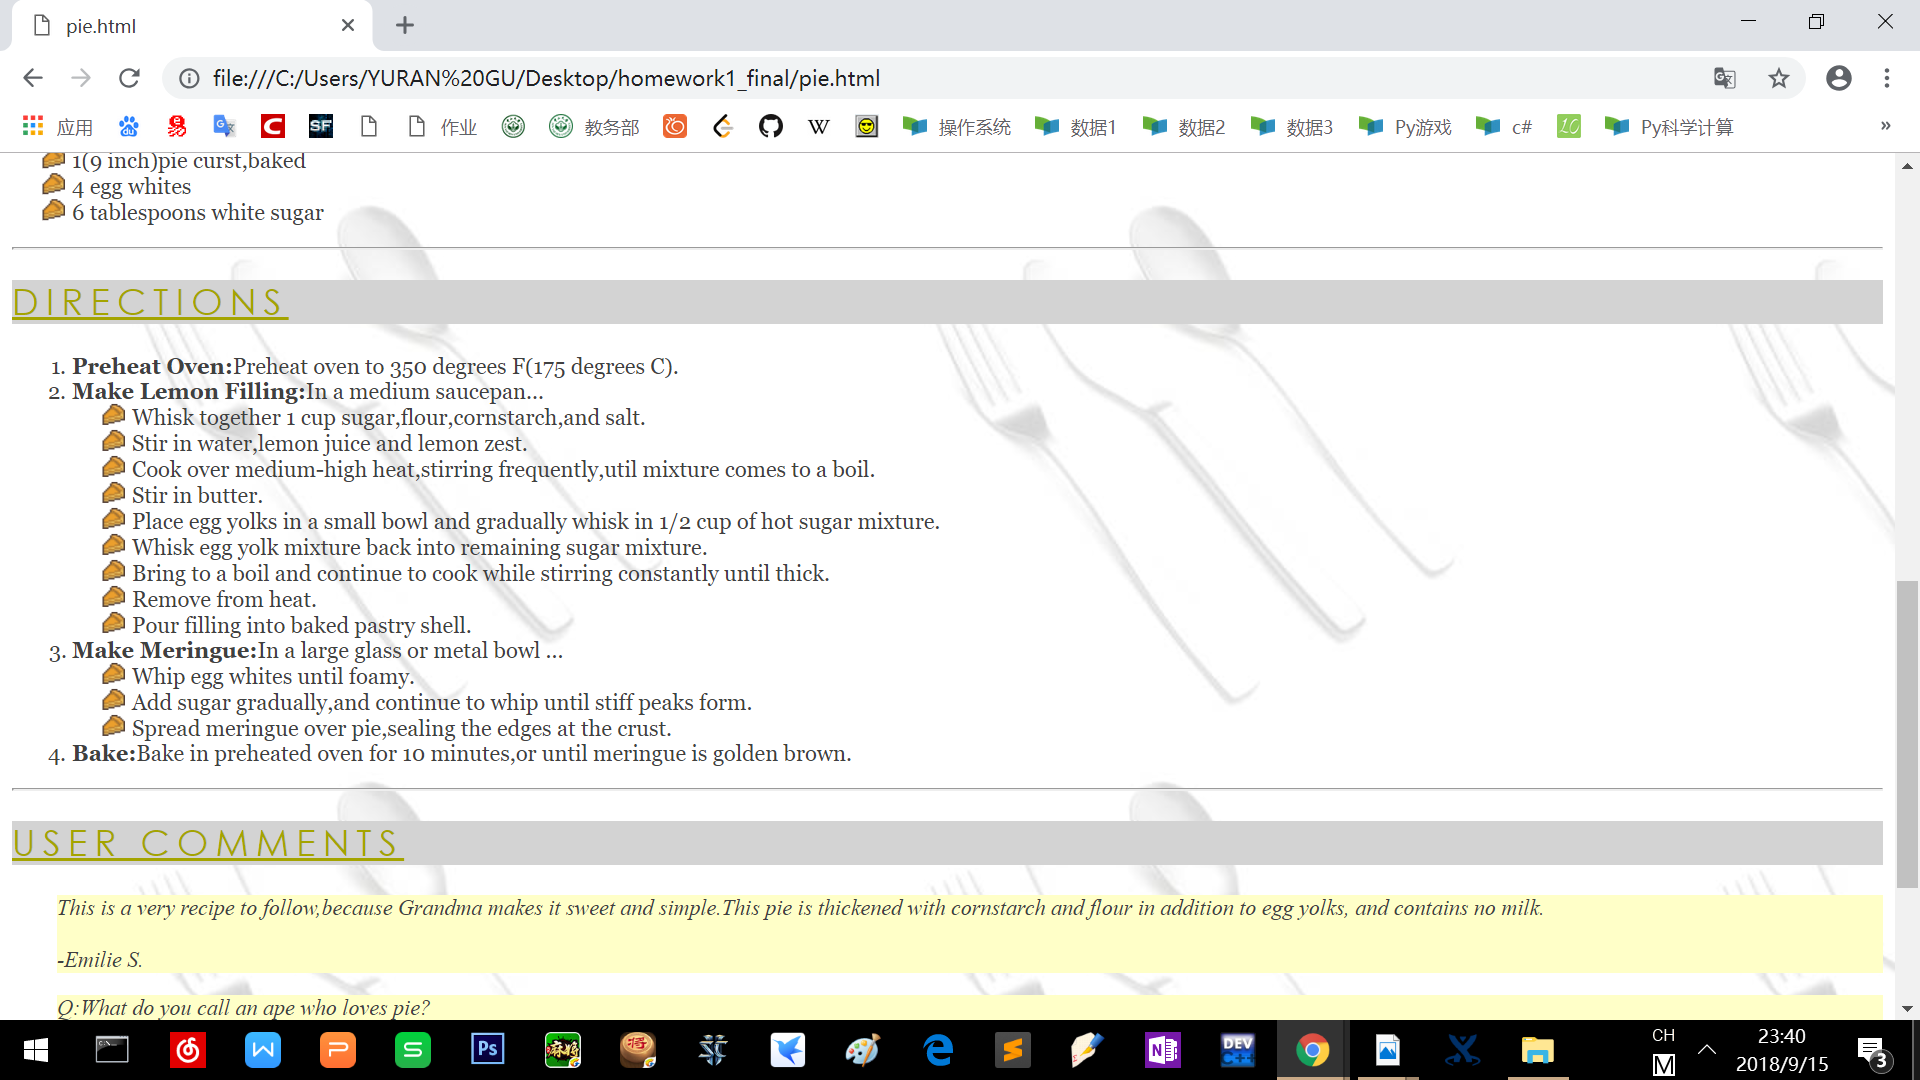 pie.html
file:///C:/Users/YURAN%20GU/Desktop/homework1_final/pie.html
应用 作业 教务部 操作系统 数据1 数据2 数据3 Py游戏 c# 10 Py科学计算 »
1(9 inch)pie curst,baked
4 egg whites
6 tablespoons white sugar
DIRECTIONS
1. Preheat Oven:Preheat oven to 350 degrees F(175 degrees C).
2. Make Lemon Filling:In a medium saucepan...
Whisk together 1 cup sugar,flour,cornstarch,and salt.
Stir in water,lemon juice and lemon zest.
Cook over medium-high heat,stirring frequently,util mixture comes to a boil.
Stir in butter.
Place egg yolks in a small bowl and gradually whisk in 1/2 cup of hot sugar mixture.
Whisk egg yolk mixture back into remaining sugar mixture.
Bring to a boil and continue to cook while stirring constantly until thick.
Remove from heat.
Pour filling into baked pastry shell.
3. Make Meringue:In a large glass or metal bowl ...
Whip egg whites until foamy.
Add sugar gradually,and continue to whip until stiff peaks form.
Spread meringue over pie,sealing the edges at the crust.
4. Bake:Bake in preheated oven for 10 minutes,or until meringue is golden brown.
USER COMMENTS
This is a very recipe to follow,because Grandma makes it sweet and simple.This pie is thickened with cornstarch and flour in addition to egg yolks, and contains no milk.
-Emilie S.
Q:What do you call an ape who loves pie?
CH
M
23:40
2018/9/15
3